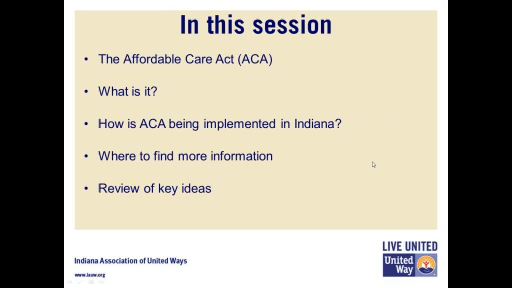 In this session
• The Affordable Care Act (ACA)
• What is it?
• How is ACA being implemented in Indiana?
• Where to find more information
• Review of key ideas
LIVE UNITED
United
Way
Indiana Association of United Ways
www.iauw.org